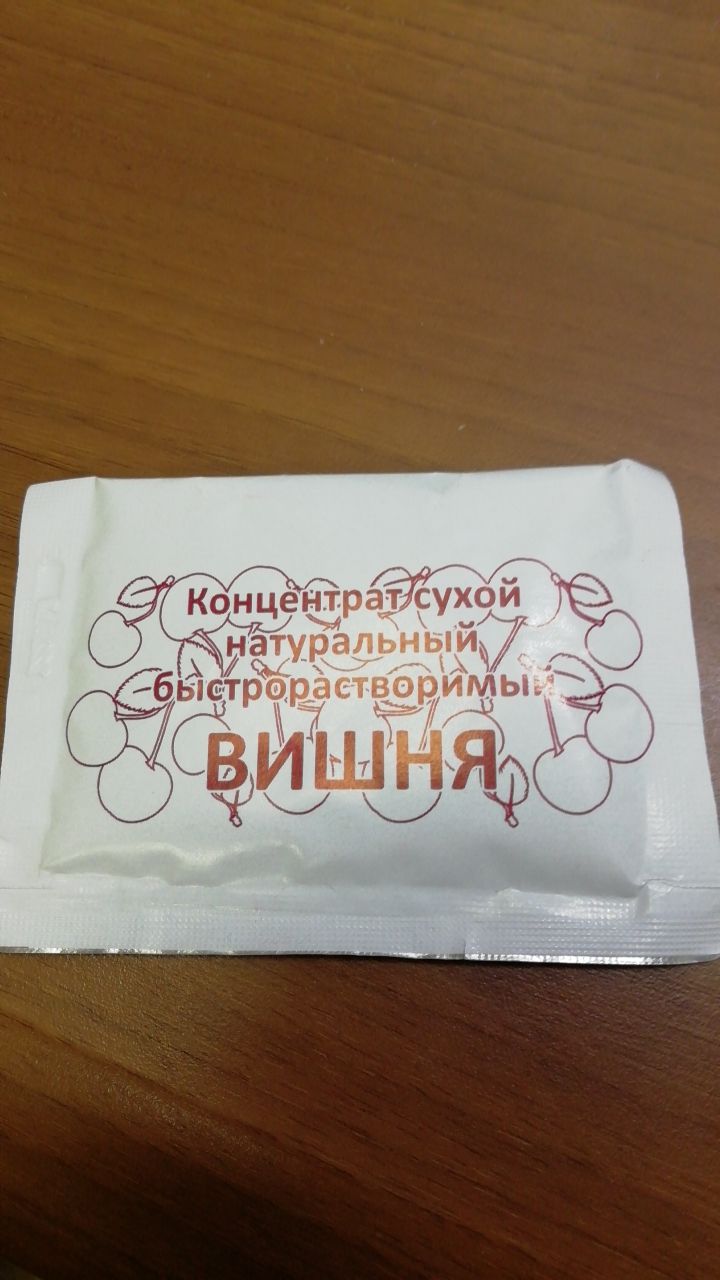 Концентрат сухой
натуральный
быстрорастворимый
ВИШНЯ